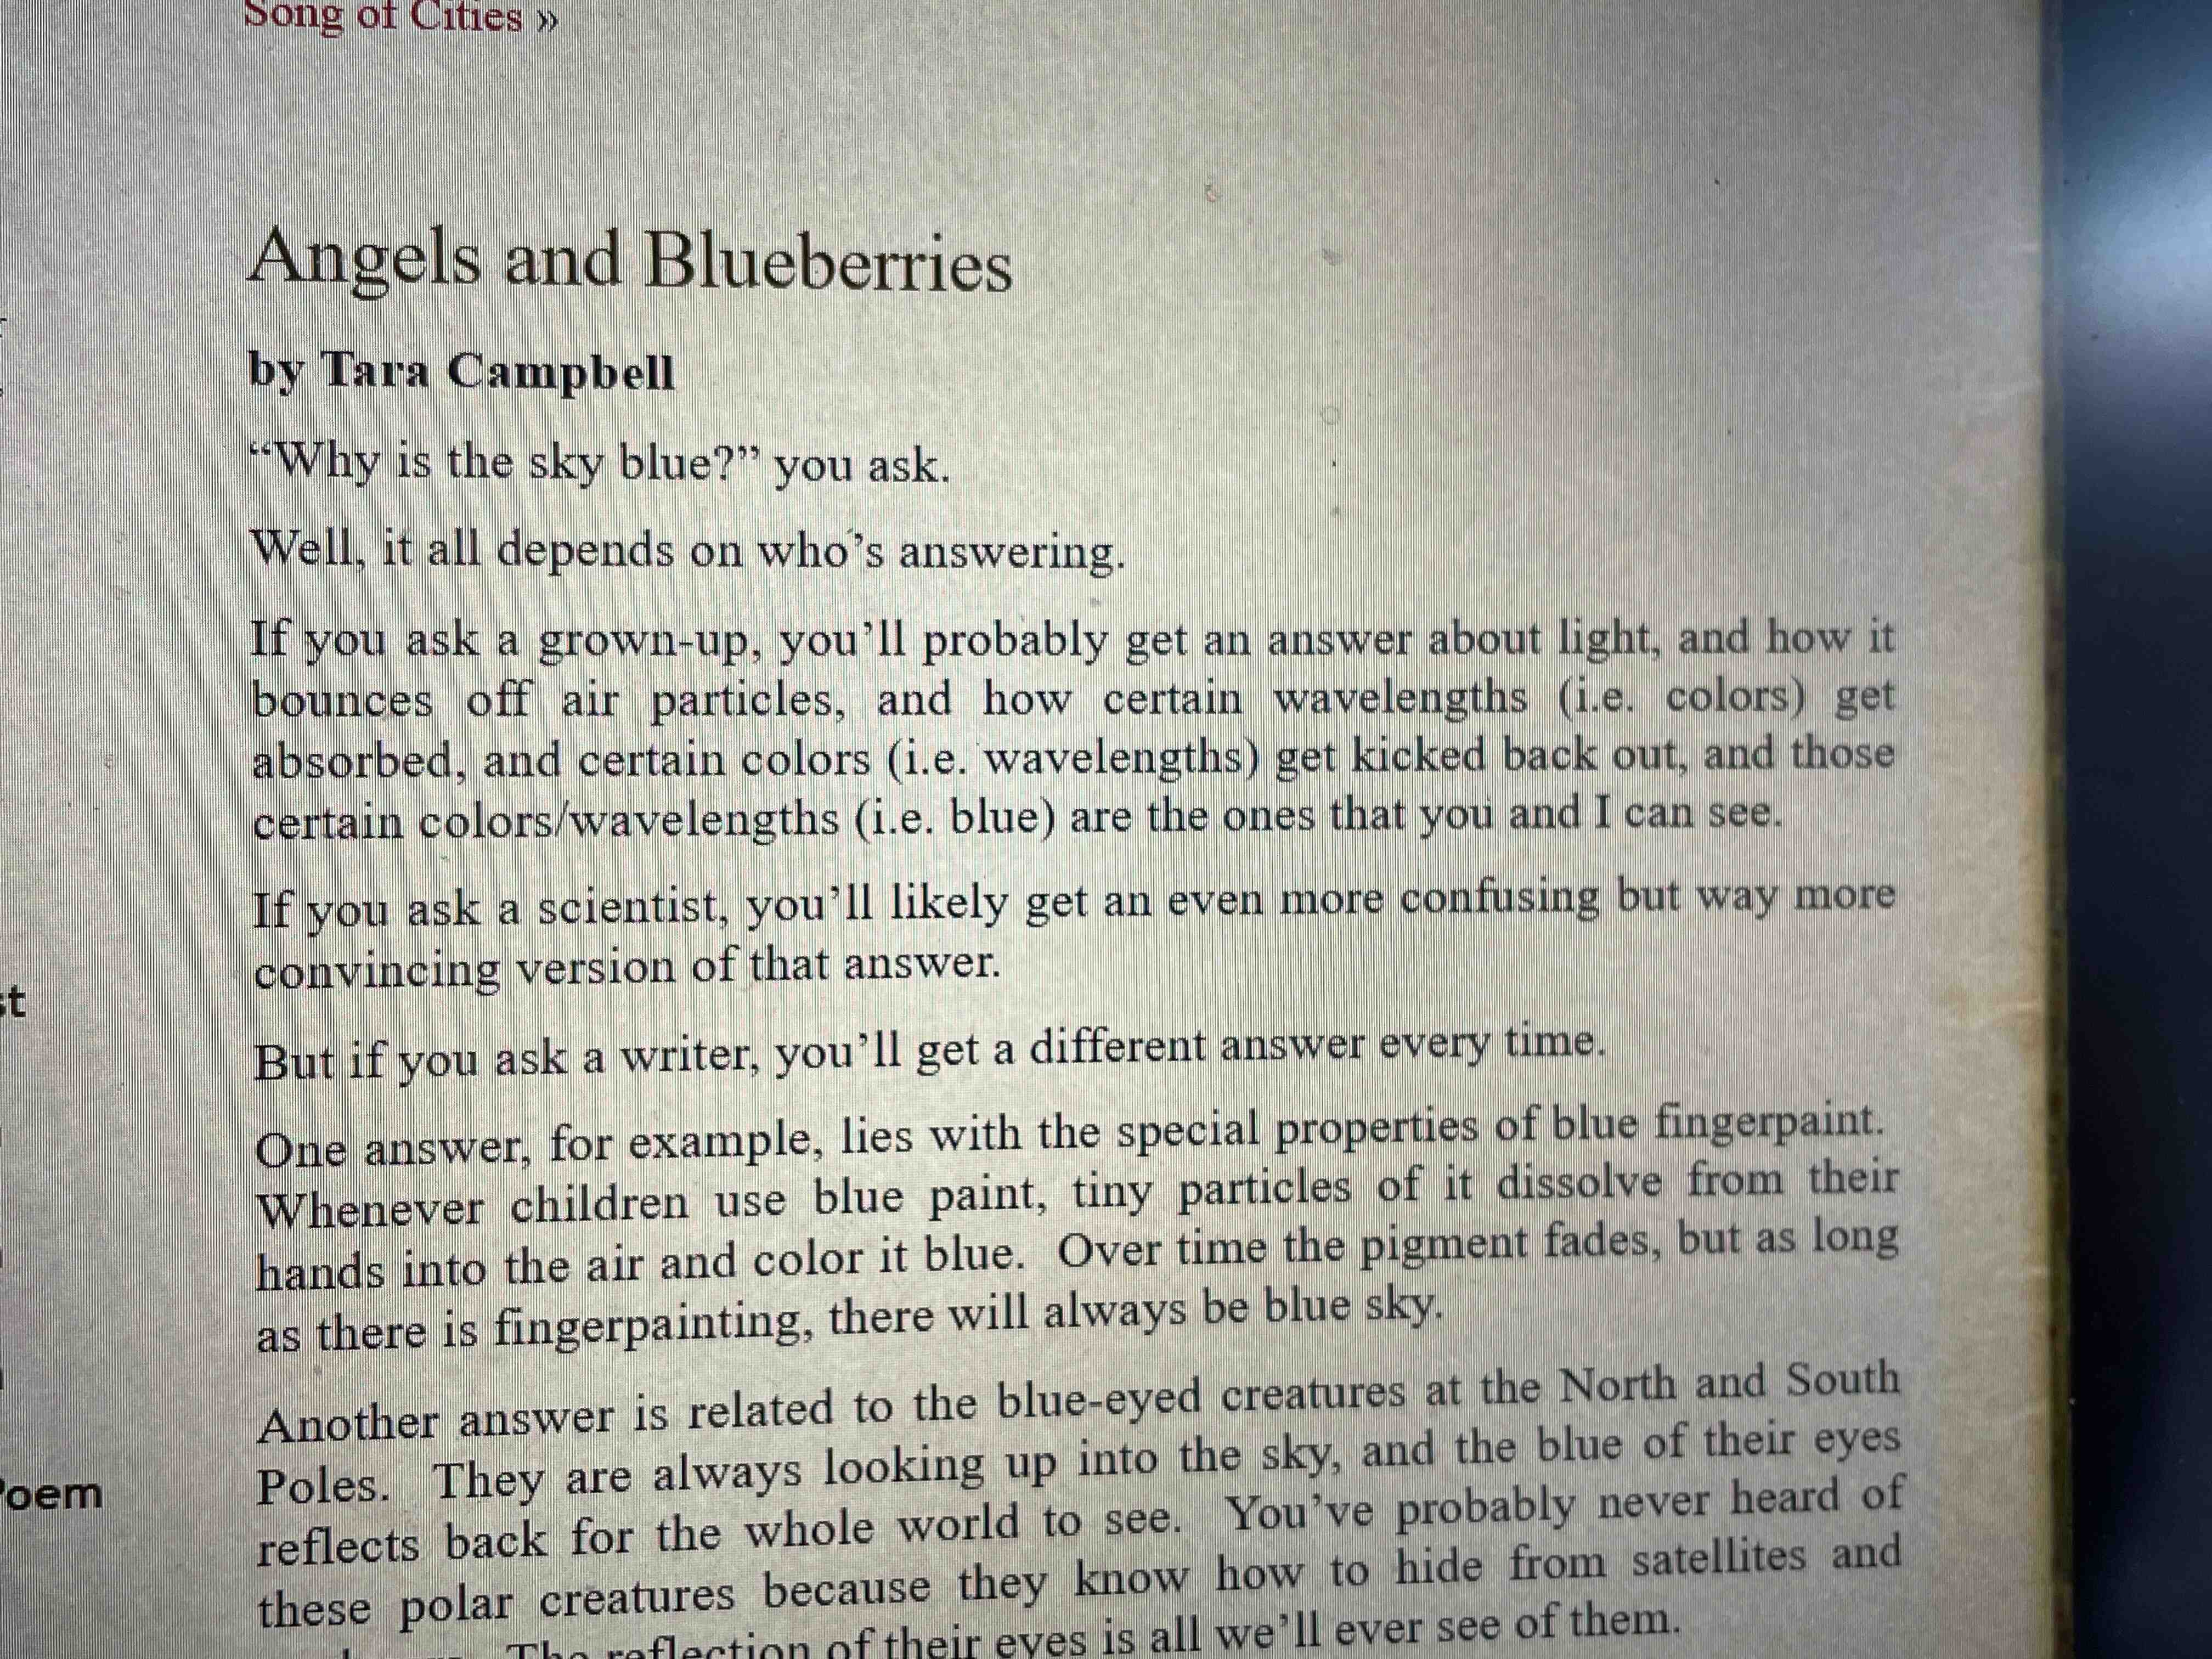 Song of Cities »
Angels and Blueberries
by Tara Campbell
“Why is the sky blue?” you ask.
Well, it all depends on who’s answering.
If you ask a grown-up, you’ll probably get an answer about light, and how it
bounces off air particles, and how certain wavelengths (i.e. colors) get
absorbed, and certain colors (i.e. wavelengths) get kicked back out, and those
certain colors/wavelengths (i.e. blue) are the ones that you and I can see.
If you ask a scientist, you’ll likely get an even more confusing but way more
convincing version of that answer.
st
But if you ask a writer, you’ll get a different answer every time.
One answer, for example, lies with the special properties of blue fingerpaint.
Whenever children use blue paint, tiny particles of it dissolve from their
hands into the air and color it blue.  Over time the pigment fades, but as long
as there is fingerpainting, there will always be blue sky.
Another answer is related to the blue-eyed creatures at the North and South
Poles.  They are always looking up into the sky, and the blue of their eyes
oem
reflects back for the whole world to see.  You’ve probably never heard of
these polar creatures because they know how to hide from satellites and
The reflection of their eyes is all we’ll ever see of them.